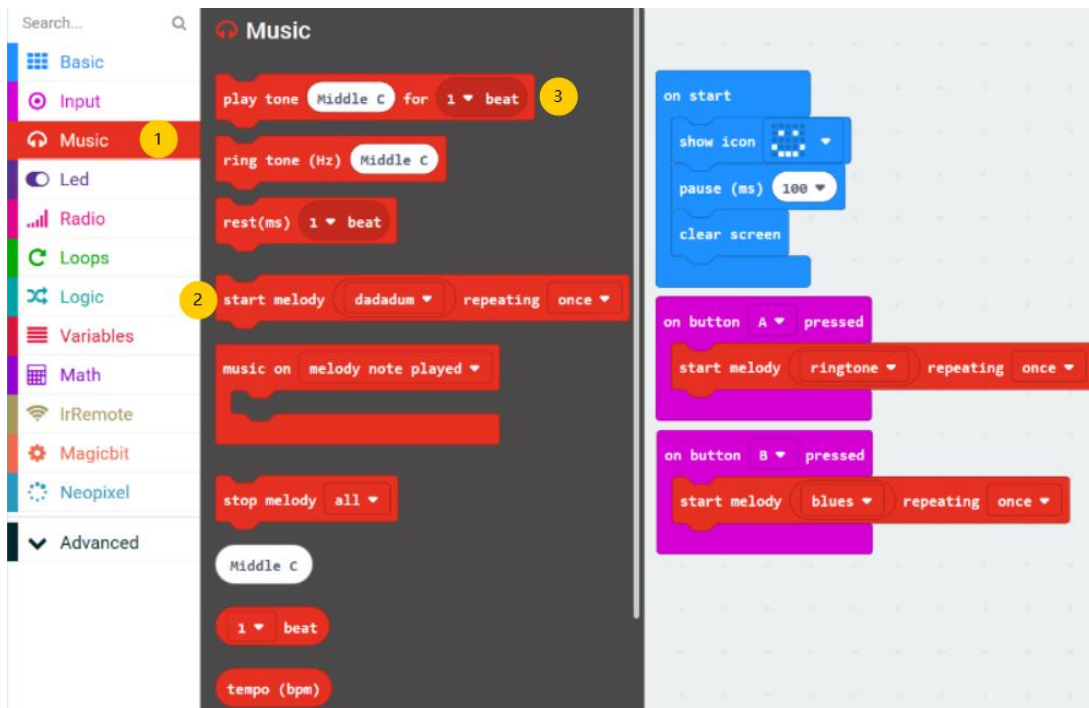 Search...
Basic
Input
Music 1
Led
Radio
Loops
Logic
Variables
Math
IrRemote
Magicbit
Neopixel
Advanced
Music
play tone Middle C for 1 beat 3
ring tone (Hz) Middle C
rest(ms) 1 beat
2 start melody dadadum repeating once
music on melody note played
stop melody all
Middle C
1 beat
tempo (bpm)
on start
show icon
pause (ms) 100
clear screen
on button A pressed
start melody ringtone repeating once
on button B pressed
start melody blues repeating once